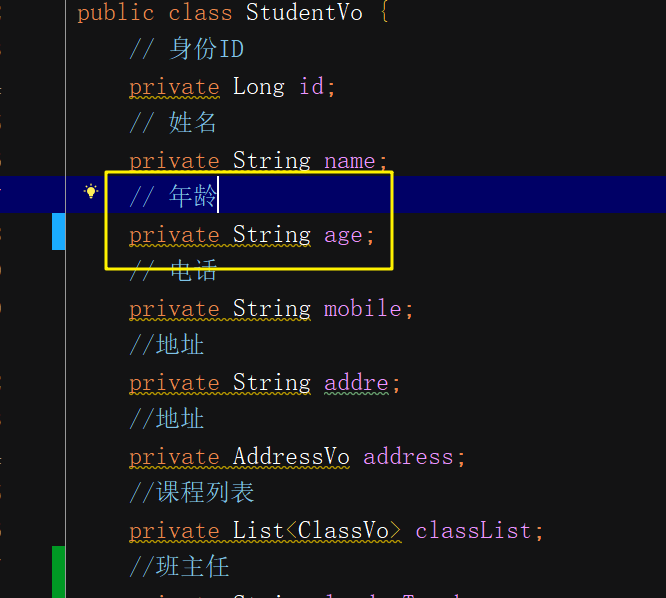 public class StudentVo {
// 身份ID
private Long id;
// 姓名
private String name;
// 年龄
private String age;
// 电话
private String mobile;
//地址
private String addre;
//地址
private AddressVo address;
//课程列表
private List<ClassVo> classList;
//班主任